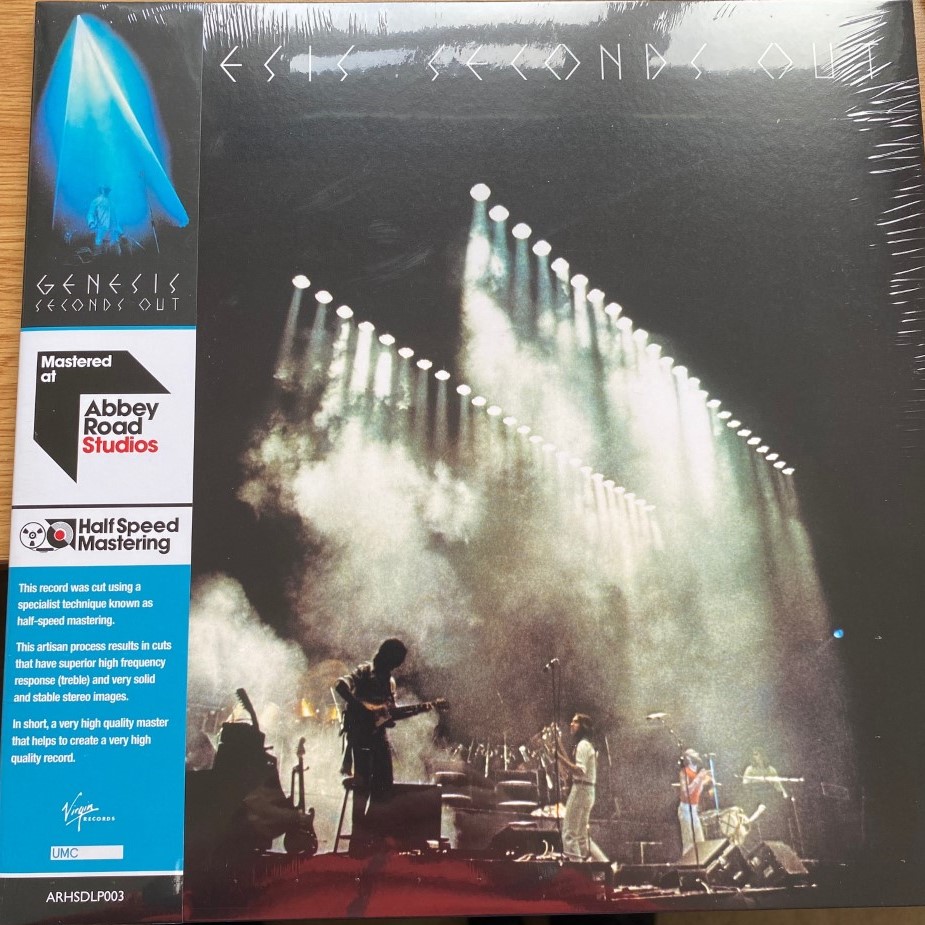 ESIS SECONDS OUT
GENESIS
SECONDS OUT
Mastered
at
Abbey
Road
Studios
Half Speed
Mastering
This record was cut using a
specialist technique known as
half-speed mastering.
This artisan process results in cuts
that have superior high frequency
response (treble) and very solid
and stable stereo images.
In short, a very high quality master
that helps to create a very high
quality record.
Virgin
RECORDS
UMC
ARHSDLP003